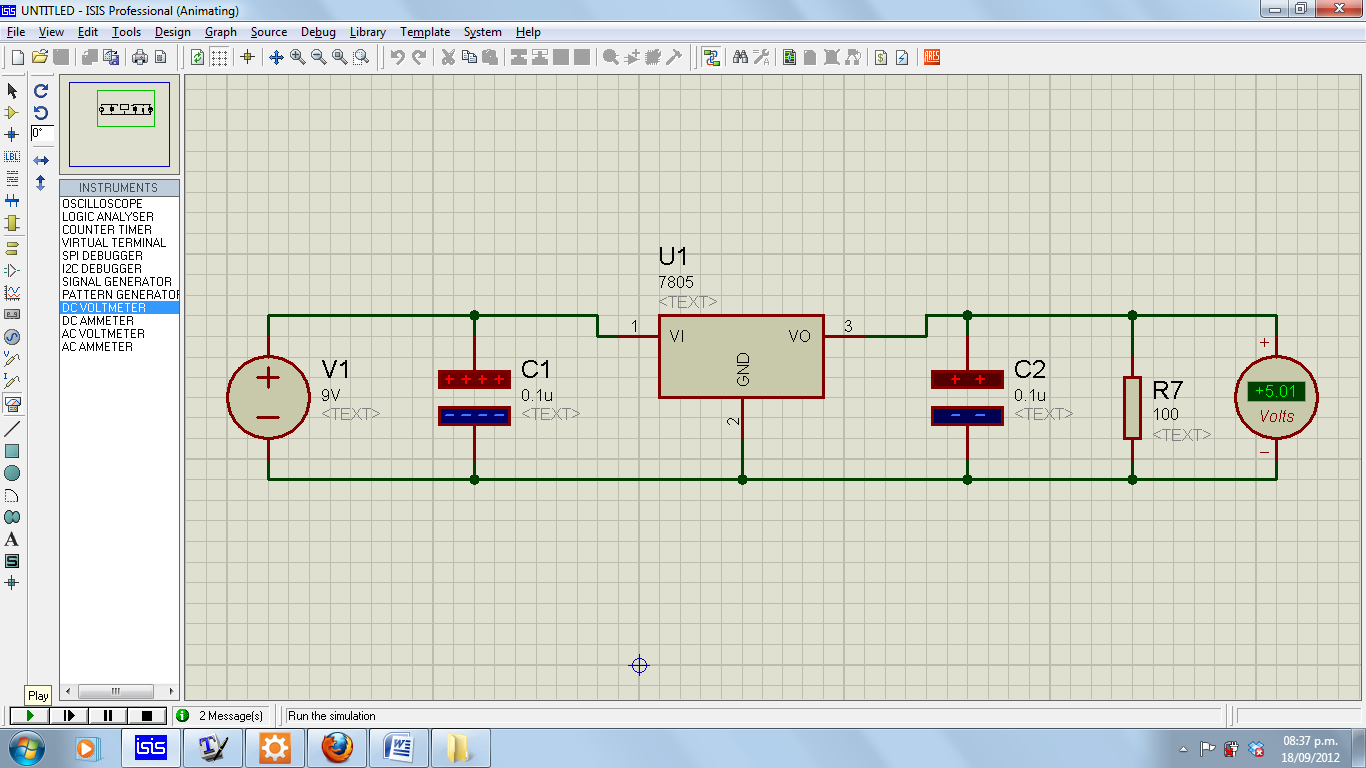 UNTITLED - ISIS Professional (Animating)
File View Edit Tools Design Graph Source Debug Library Template System Help
ARES
LBL
0°
INSTRUMENTS
OSCILLOSCOPE
LOGIC ANALYSER
COUNTER TIMER
VIRTUAL TERMINAL
SPI DEBUGGER
I2C DEBUGGER
SIGNAL GENERATOR
PATTERN GENERATOR
DC VOLTMETER
DC AMMETER
AC VOLTMETER
AC AMMETER
A
S
U1
7805
<TEXT>
1
VI
VO
3
GND
2
V1
9V
<TEXT>
C1
0.1u
<TEXT>
C2
0.1u
<TEXT>
R7
100
<TEXT>
+
+5.01
Volts
−
Play
2 Message(s)
Run the simulation
isis
08:37 p.m.
18/09/2012